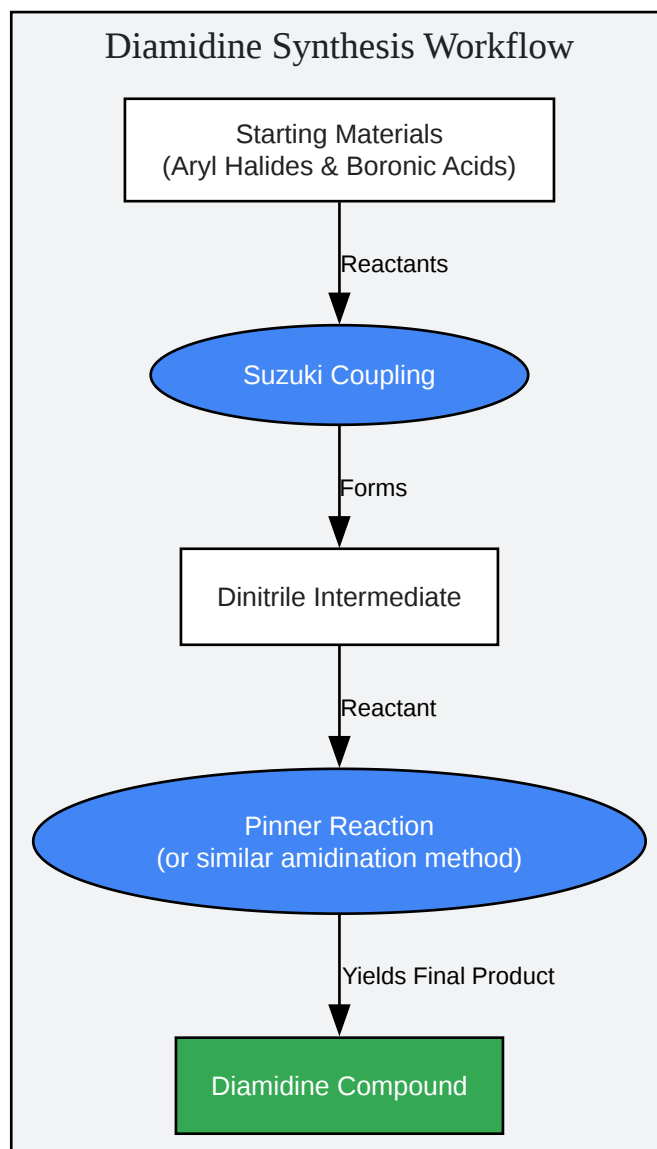 Diamidine Synthesis Workflow
Starting Materials
(Aryl Halides & Boronic Acids)
Reactants
Suzuki Coupling
Forms
Dinitrile Intermediate
Reactant
Pinner Reaction
(or similar amidination method)
Yields Final Product
Diamidine Compound